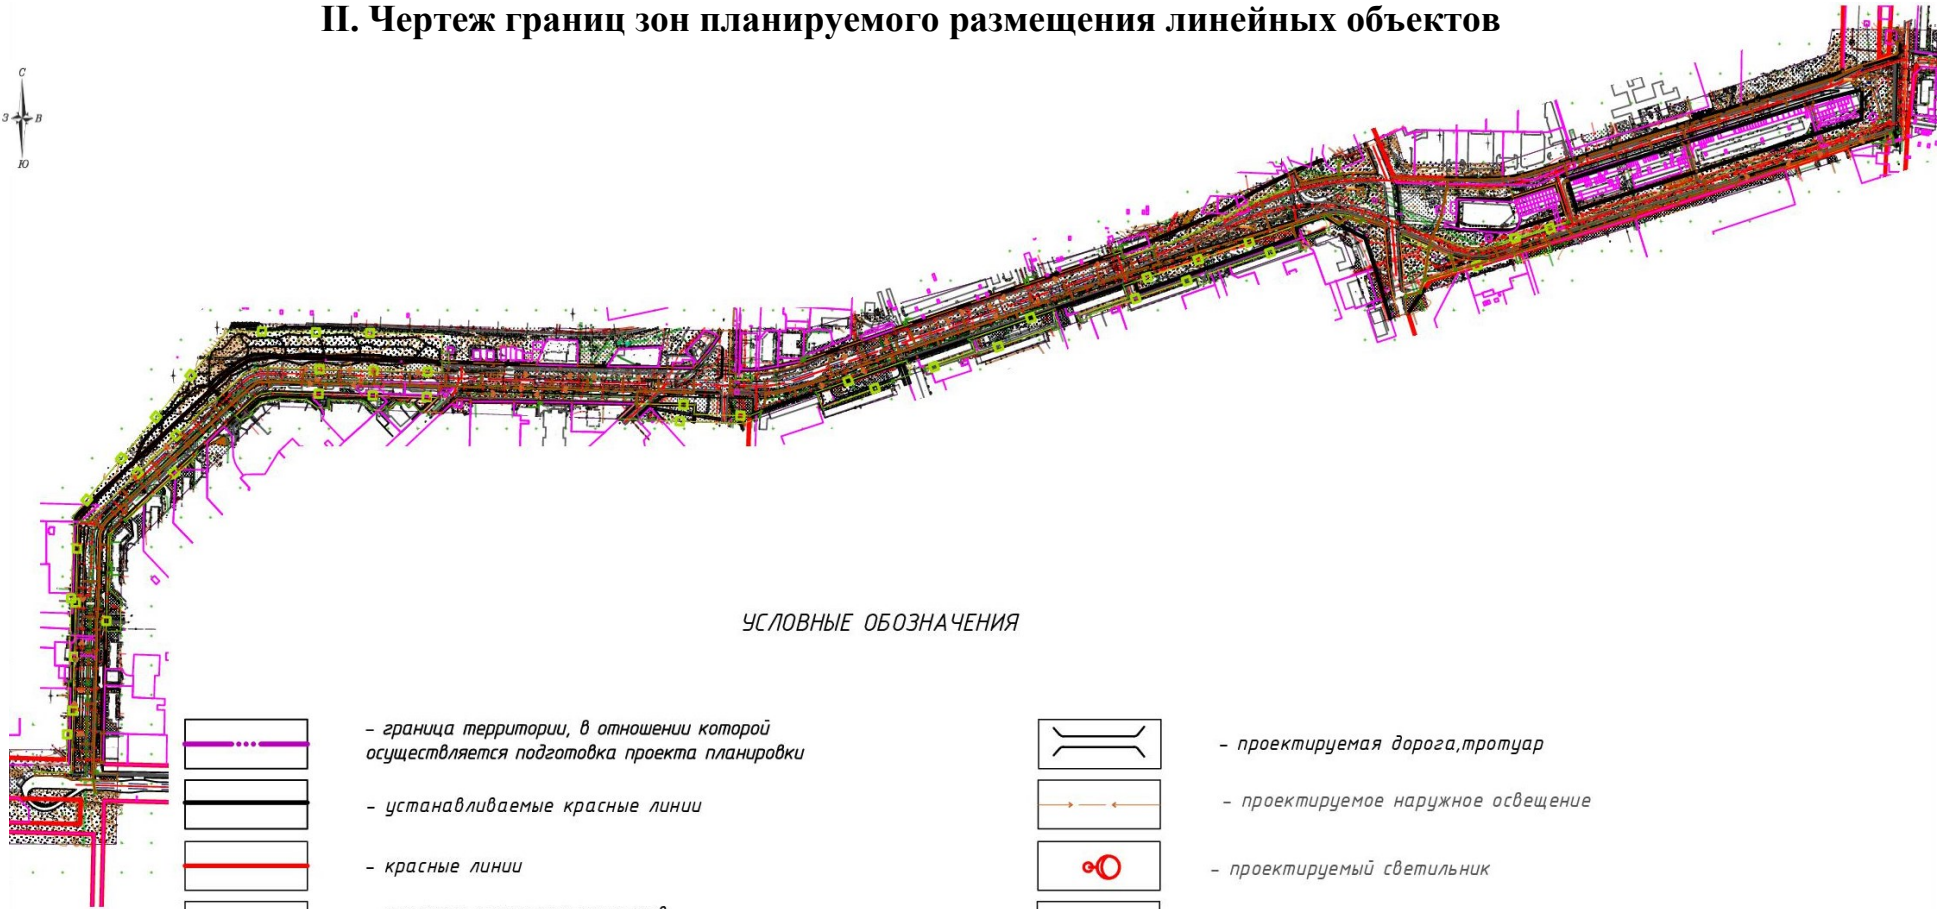 II. Чертеж границ зон планируемого размещения линейных объектов
С
З В
Ю
УСЛОВНЫЕ ОБОЗНАЧЕНИЯ
- граница территории, в отношении которой
осуществляется подготовка проекта планировки
- устанавливаемые красные линии
- красные линии
- проектируемая дорога,тротуар
- проектируемое наружное освещение
- проектируемый светильник